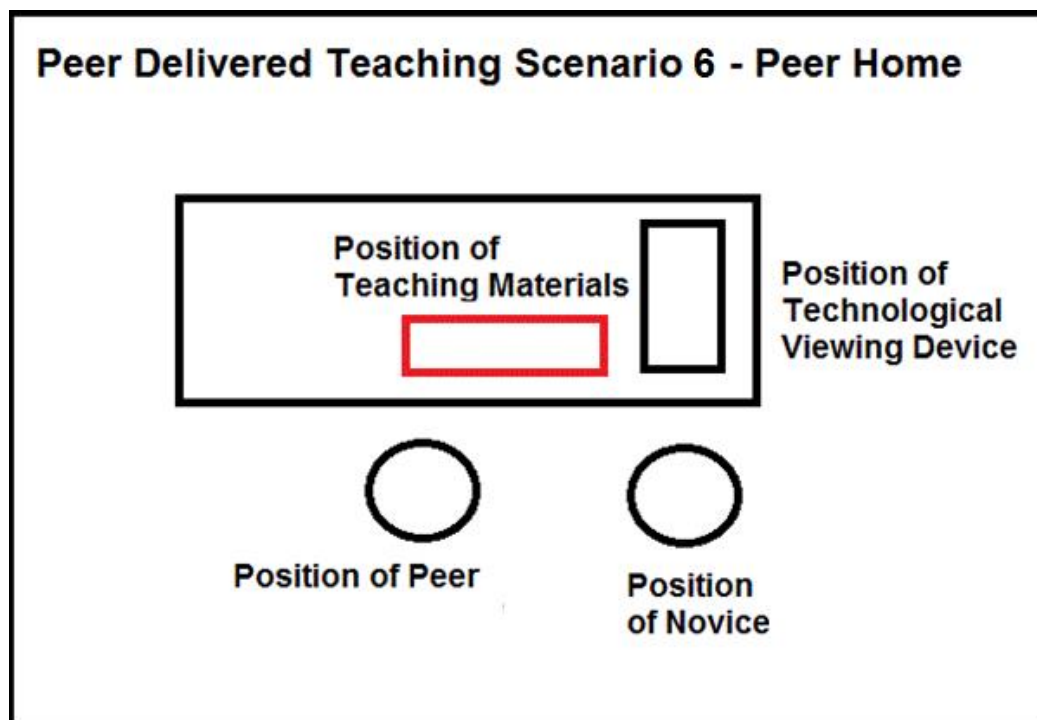 Peer Delivered Teaching Scenario 6 - Peer Home
Position of
Teaching Materials
Position of
Technological
Viewing Device
Position of Peer
Position
of Novice